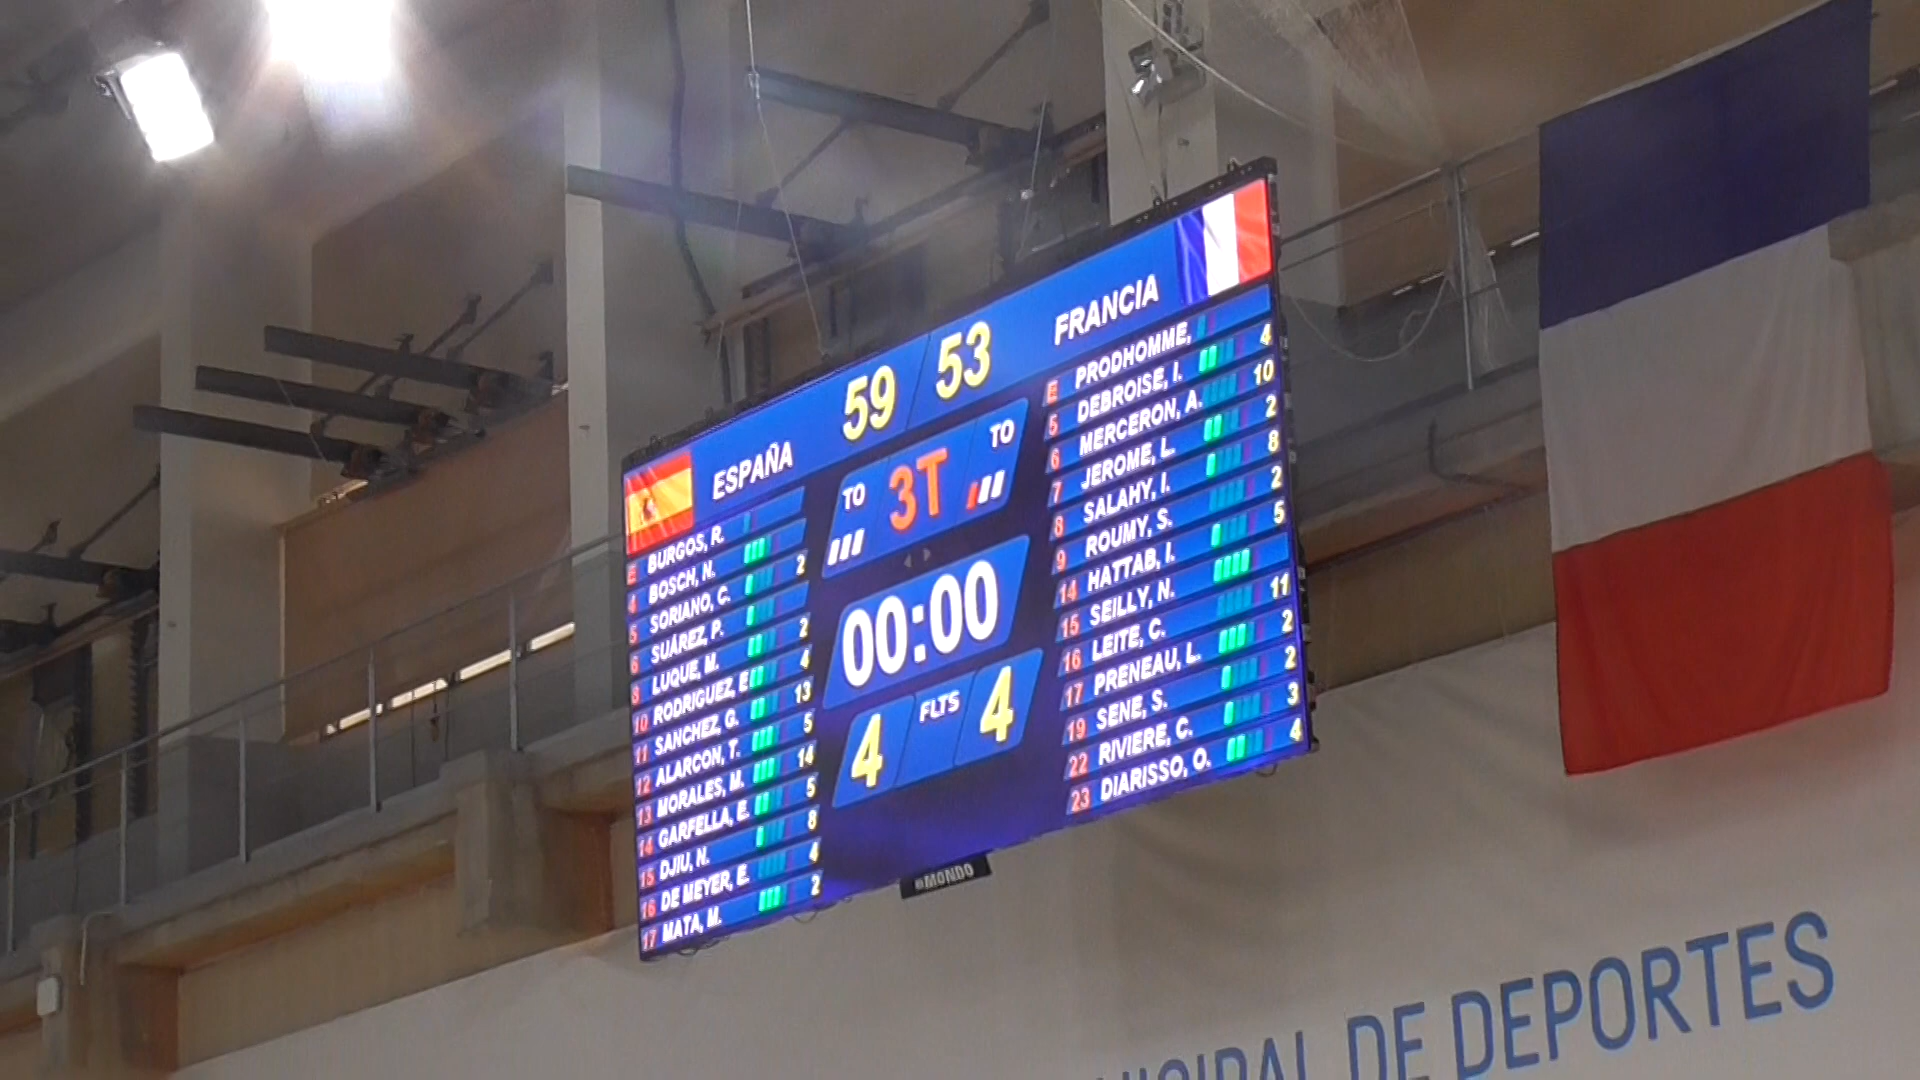 ESPAÑA
59 53
FRANCIA
E BURGOS, R.
4 BOSCH, N.
5 SORIANO, C. 2
6 SUÁREZ, P.
8 LUQUE, M. 2
10 RODRIGUEZ, E 4
11 SANCHEZ, G. 13
12 ALARCON, T. 5
13 MORALES, M. 14
14 GARFELLA, E. 5
15 DJIU, N. 8
16 DE MEYER, E. 4
17 MATA, M. 2
TO 3T TO
00:00
4 FLTS 4
E PRODHOMME,
5 DEBROISE, I. 4
6 MERCERON, A. 10
7 JEROME, L. 2
8 SALAHY, I. 8
9 ROUMY, S. 2
14 HATTAB, I. 5
15 SEILLY, N.
16 LEITE, C. 11
17 PRENEAU, L. 2
19 SENE, S. 2
22 RIVIERE, C. 3
23 DIARISSO, O. 4
MONDO
NICIPAL DE DEPORTES